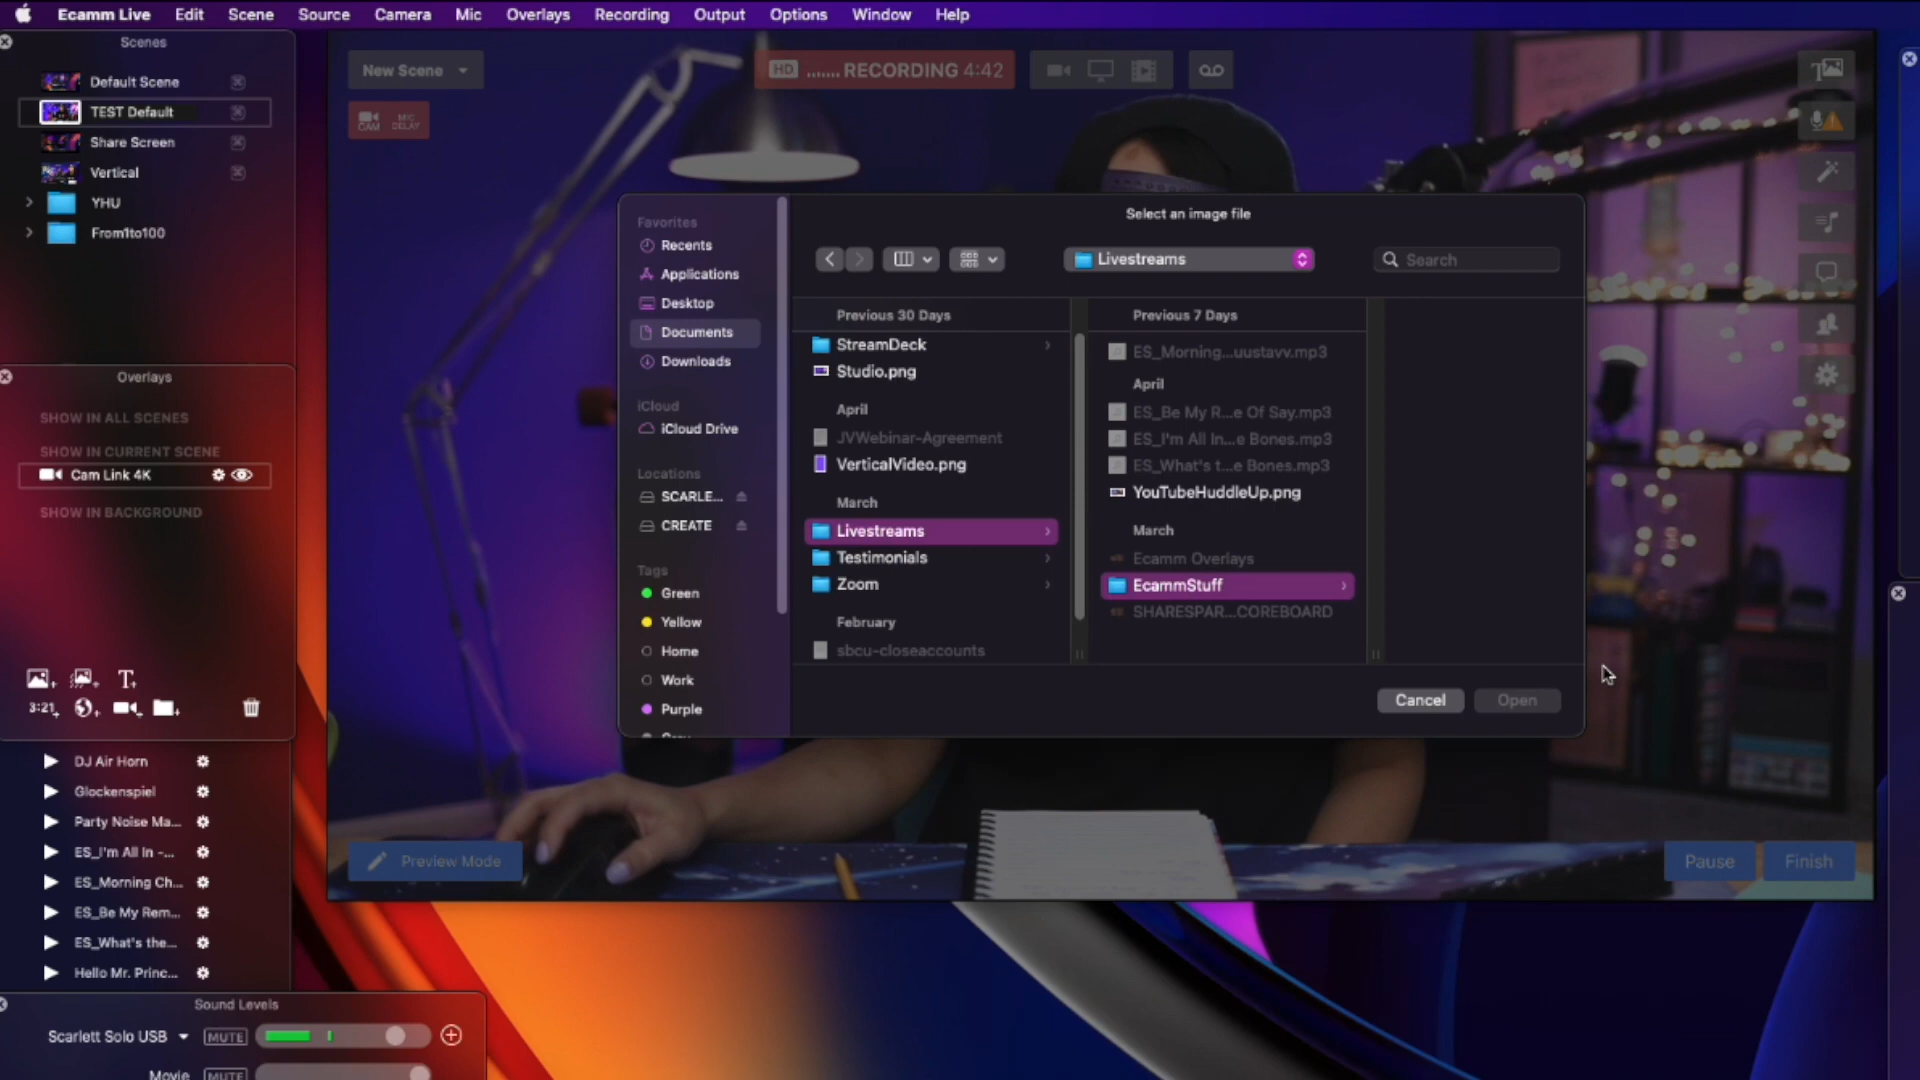 Ecamm Live Edit Scene Source Camera Mic Overlays Recording Output Options Window Help
Scenes
Default Scene
TEST Default
Share Screen
Vertical
YHU
From1to100
Overlays
SHOW IN ALL SCENES
SHOW IN CURRENT SCENE
Cam Link 4K
SHOW IN BACKGROUND
3:21
DJ Air Horn
Glockenspiel
Party Noise Ma...
ES_I'm All In -...
ES_Morning Ch...
ES_Be My Rem...
ES_What's the...
Hello Mr. Princ...
Sound Levels
Scarlett Solo USB MUTE
Movie MUTE
New Scene
HD ....... RECORDING 4:42
CAM MIC DELAY
Select an image file
Livestreams
Search
Favorites
Recents
Applications
Desktop
Documents
Downloads
iCloud
iCloud Drive
Locations
SCARLE...
CREATE
Tags
Green
Yellow
Home
Work
Purple
Gray
Previous 30 Days
StreamDeck
Studio.png
April
JVWebinar-Agreement
VerticalVideo.png
March
Livestreams
Testimonials
Zoom
February
sbcu-closeaccounts
Previous 7 Days
ES_Morning...uustavv.mp3
April
ES_Be My R...e Of Say.mp3
ES_I'm All In...e Bones.mp3
ES_What's t...e Bones.mp3
YouTubeHuddleUp.png
March
Ecamm Overlays
EcammStuff
SHARESPAR...COREBOARD
Cancel Open
Preview Mode
Pause Finish